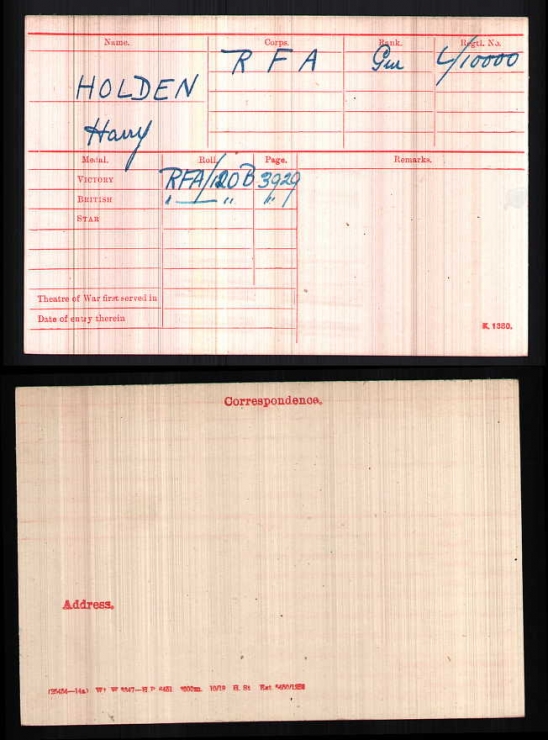 Name. Corps. Rank. Regtl. No.
HOLDEN R F A Gnr L/10000
Harry
Medal. Roll. Page. Remarks.
VICTORY RFA/120B 3929
BRITISH " " "
STAR
Theatre of War first served in
Date of entry therein
K. 1380.
Correspondence.
Address.